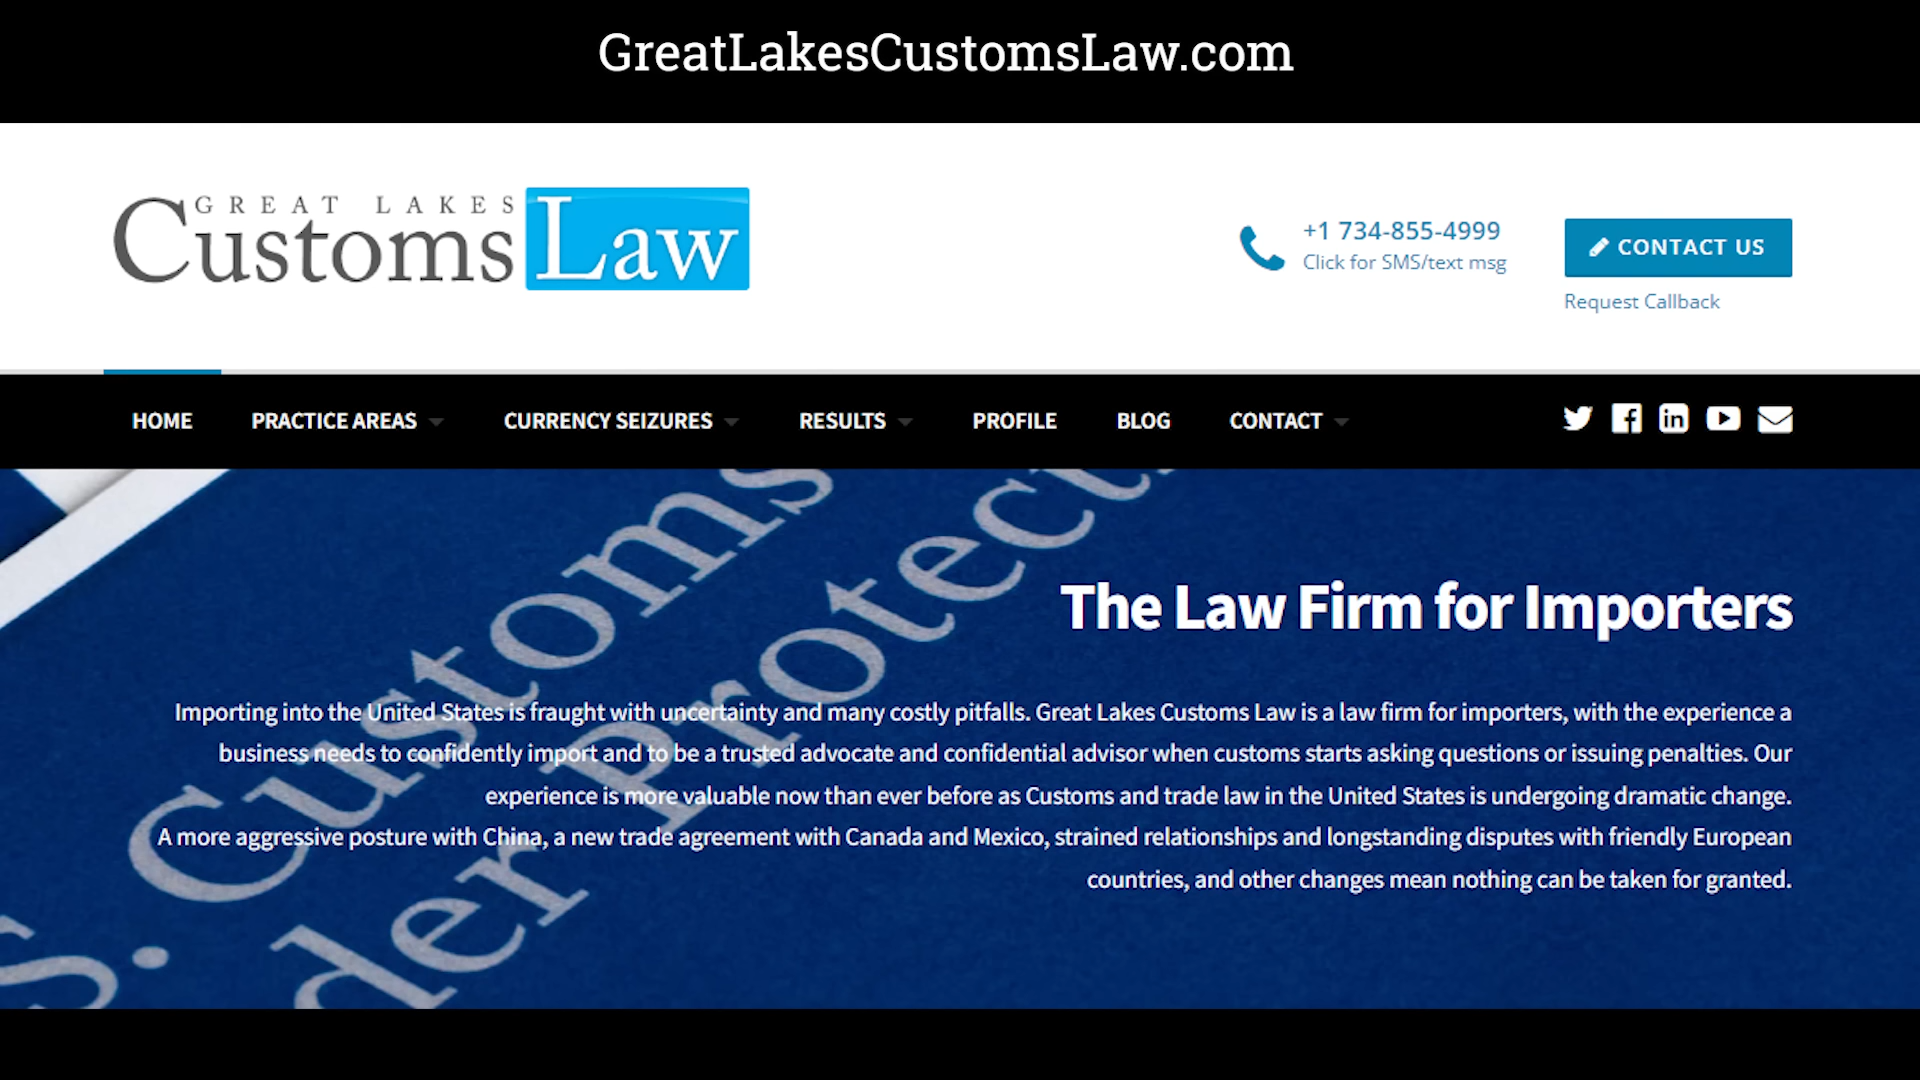 GreatLakesCustomsLaw.com
GREAT LAKES
Customs Law
+1 734-855-4999
Click for SMS/text msg
CONTACT US
Request Callback
HOME PRACTICE AREAS CURRENCY SEIZURES RESULTS PROFILE BLOG CONTACT
The Law Firm for Importers
Importing into the United States is fraught with uncertainty and many costly pitfalls. Great Lakes Customs Law is a law firm for importers, with the experience a
business needs to confidently import and to be a trusted advocate and confidential advisor when customs starts asking questions or issuing penalties. Our
experience is more valuable now than ever before as Customs and trade law in the United States is undergoing dramatic change.
A more aggressive posture with China, a new trade agreement with Canada and Mexico, strained relationships and longstanding disputes with friendly European
countries, and other changes mean nothing can be taken for granted.
S. Customs
der Protec